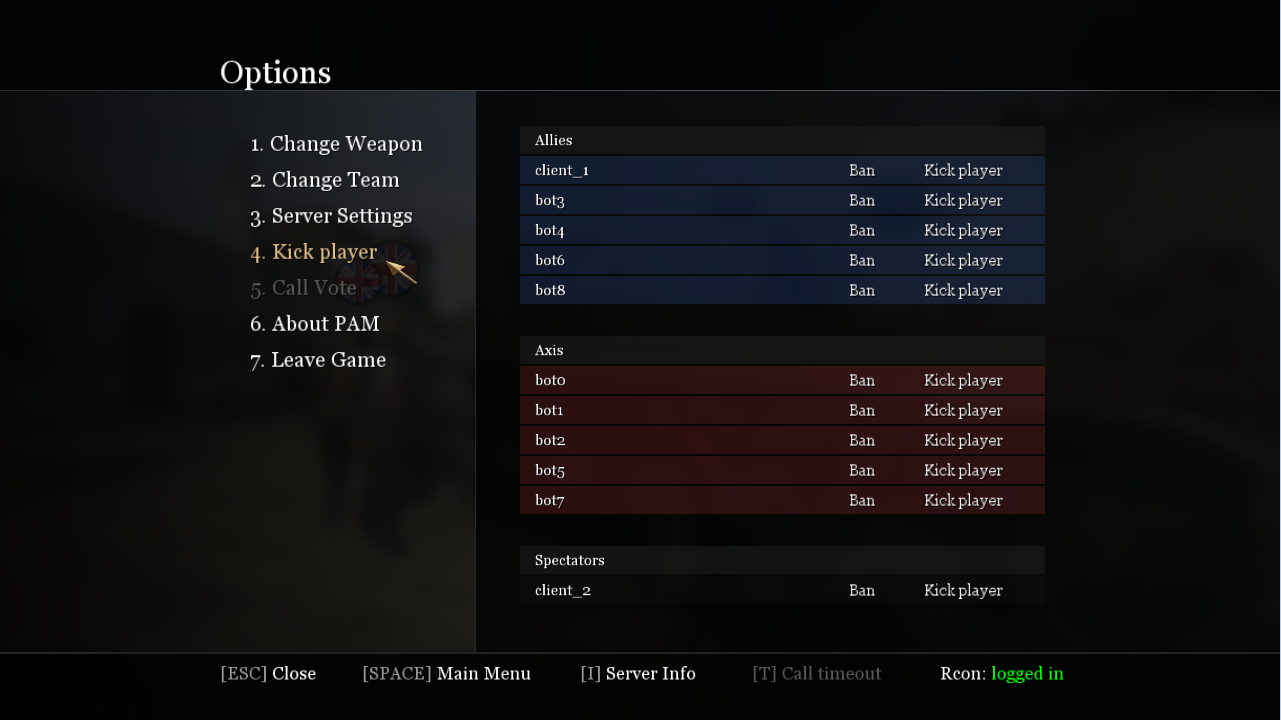 Options
1. Change Weapon
2. Change Team
3. Server Settings
4. Kick player
5. Call Vote
6. About PAM
7. Leave Game
Allies
client_1 Ban Kick player
bot3 Ban Kick player
bot4 Ban Kick player
bot6 Ban Kick player
bot8 Ban Kick player
Axis
bot0 Ban Kick player
bot1 Ban Kick player
bot2 Ban Kick player
bot5 Ban Kick player
bot7 Ban Kick player
Spectators
client_2 Ban Kick player
[ESC] Close [SPACE] Main Menu [I] Server Info [T] Call timeout Rcon: logged in